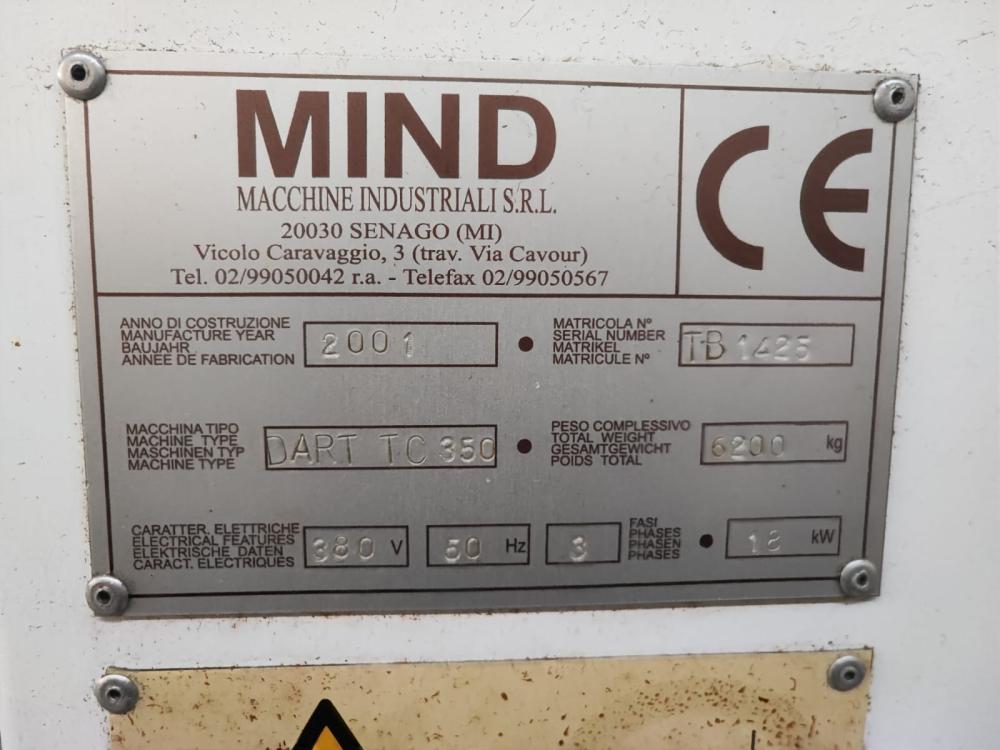 MIND
MACCHINE INDUSTRIALI S.R.L.
20030 SENAGO (MI)
Vicolo Caravaggio, 3 (trav. Via Cavour)
Tel. 02/99050042 r.a. - Telefax 02/99050567
CE
ANNO DI COSTRUZIONE
MANUFACTURE YEAR
BAUJAHR
ANNEE DE FABRICATION
2001
MATRICOLA Nº
SERIAL NUMBER
MATRIKEL
MATRICULE Nº
TB 1425
MACCHINA TIPO
MACHINE TYPE
MASCHINEN TYP
MACHINE TYPE
DART TC 350
PESO COMPLESSIVO
TOTAL WEIGHT
GESAMTGEWICHT
POIDS TOTAL
6200 kg
CARATTER. ELETTRICHE
ELECTRICAL FEATURES
ELEKTRISCHE DATEN
CARACT. ELECTRIQUES
380 V
50 Hz
3
FASI
PHASES
PHASEN
PHASES
18 kW